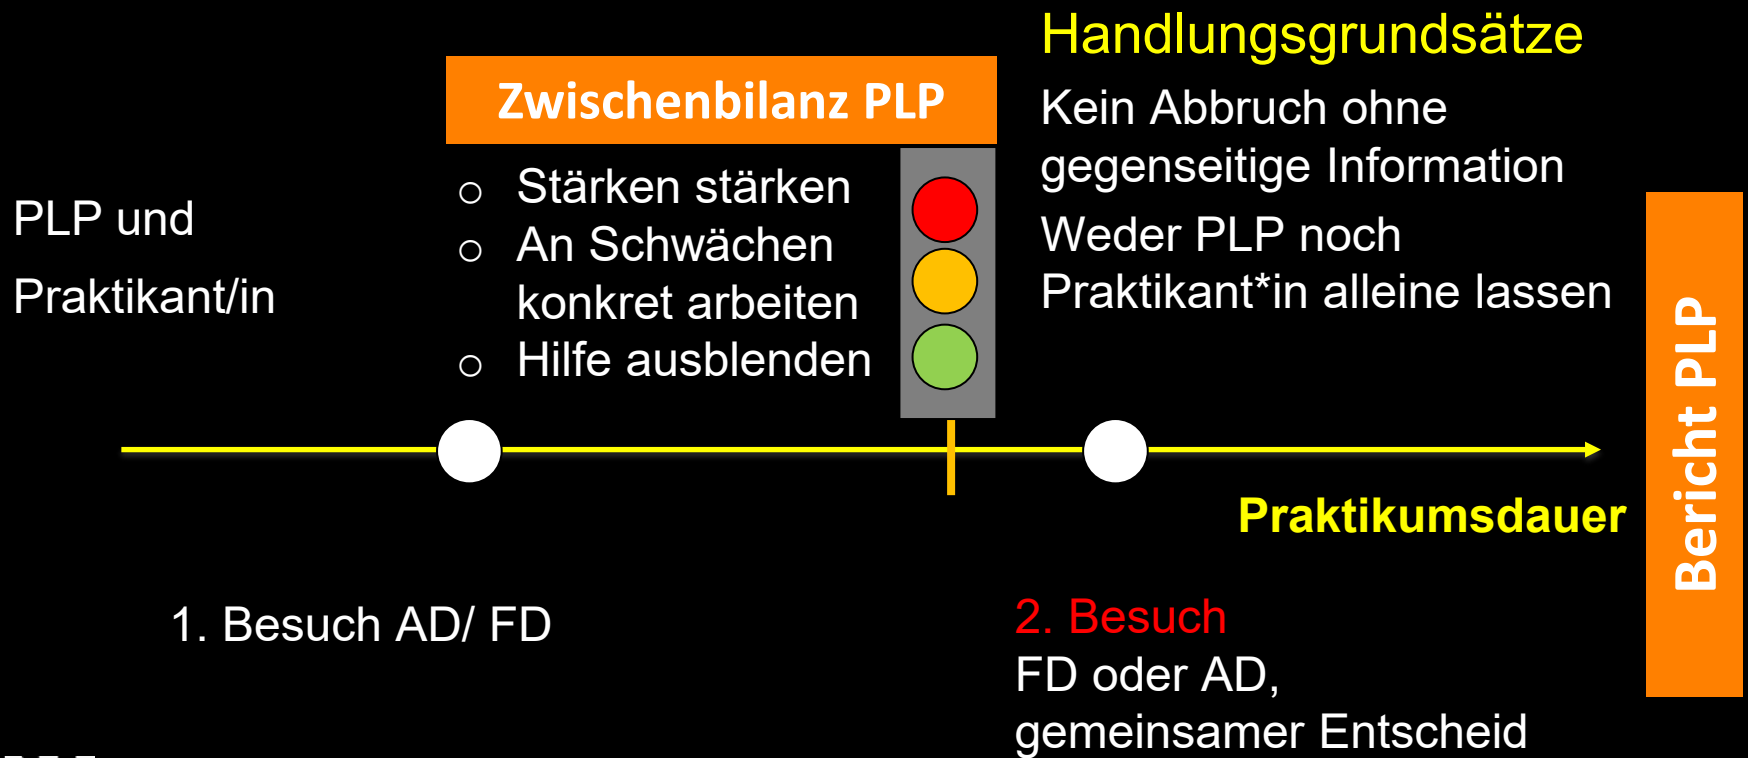 PLP und
Praktikant/in
Zwischenbilanz PLP
o Stärken stärken
o An Schwächen
konkret arbeiten
o Hilfe ausblenden
Handlungsgrundsätze
Kein Abbruch ohne
gegenseitige Information
Weder PLP noch
Praktikant*in alleine lassen
Praktikumsdauer
Bericht PLP
1. Besuch AD/ FD
2. Besuch
FD oder AD,
gemeinsamer Entscheid